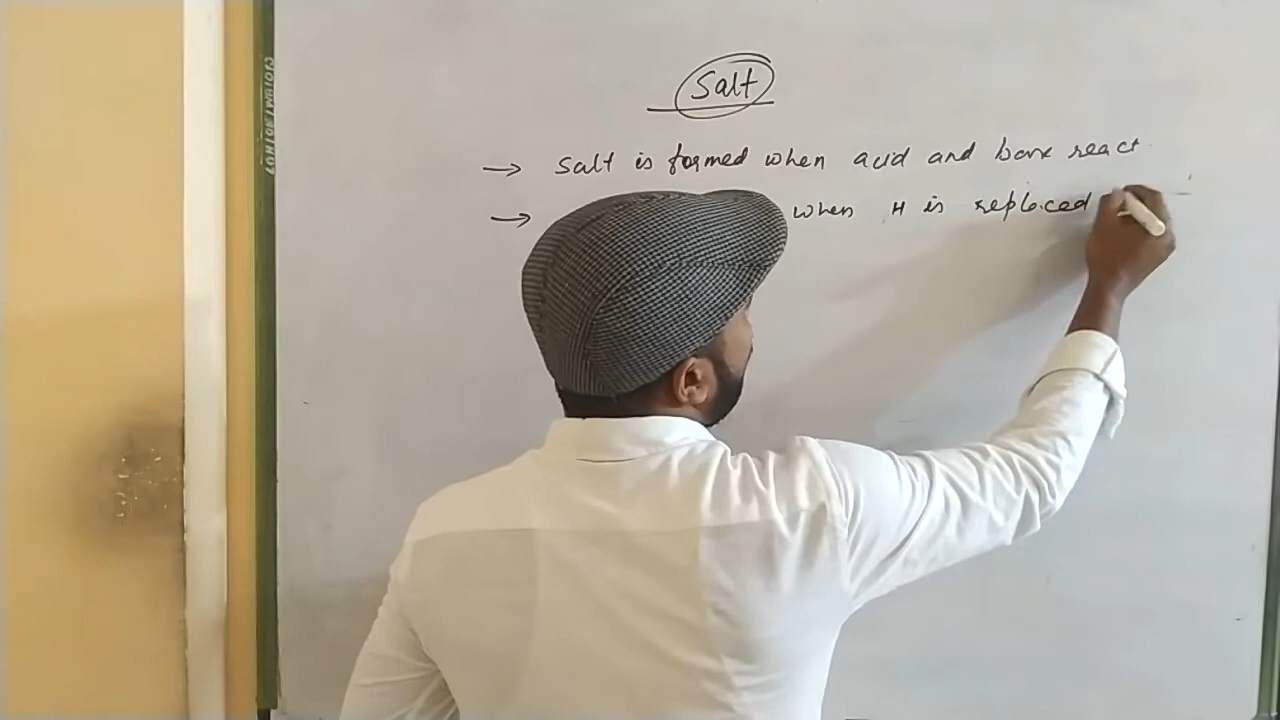 Salt
→ Salt is formed when acid and base react
→ when H is replaced